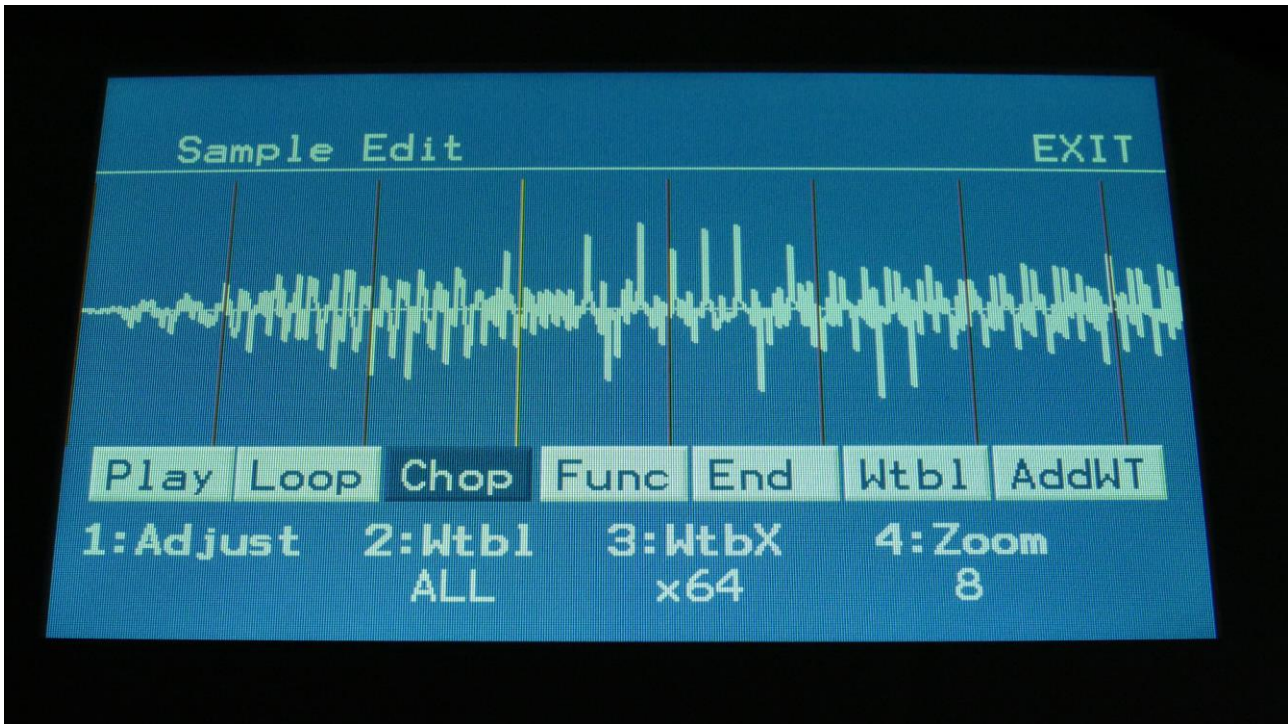 Sample Edit EXIT
Play Loop Chop Func End Wtbl AddWT
1:Adjust 2:Wtbl 3:WtbX 4:Zoom
ALL x64 8